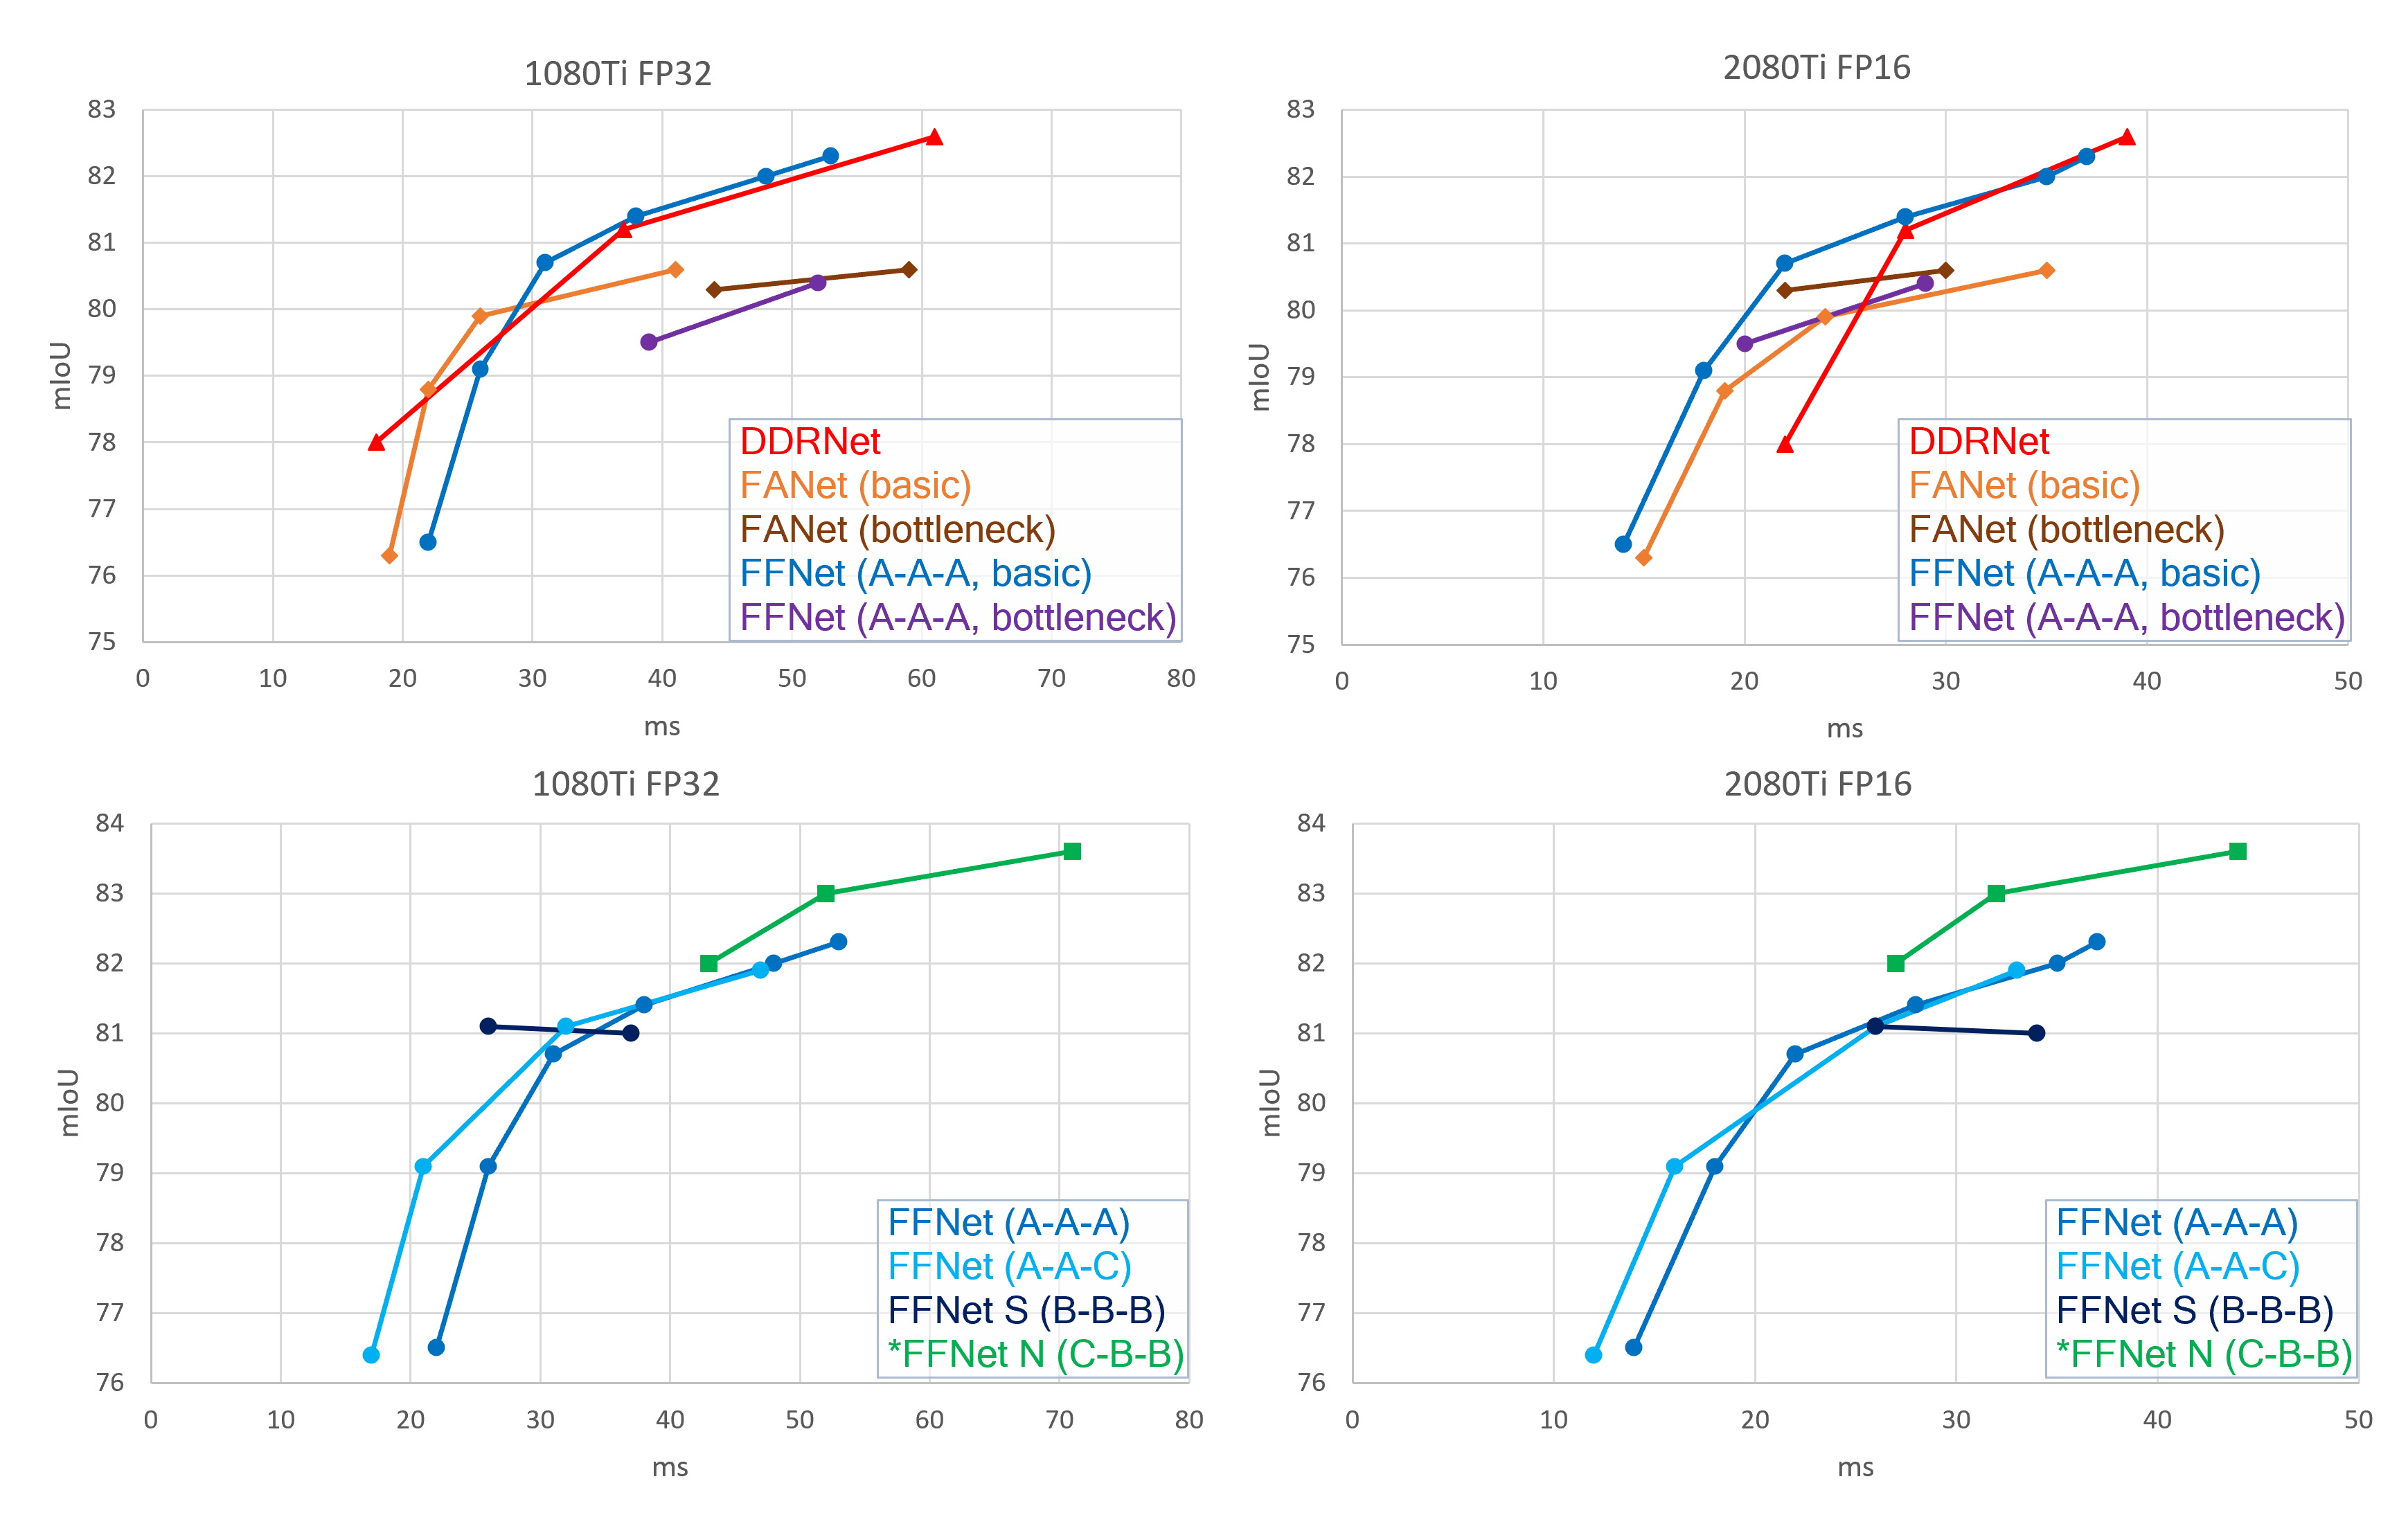 1080Ti FP32
83
82
81
80
79
78
77
76
75
mIoU
0 10 20 30 40 50 60 70 80
ms
DDRNet
FANet (basic)
FANet (bottleneck)
FFNet (A-A-A, basic)
FFNet (A-A-A, bottleneck)
2080Ti FP16
83
82
81
80
79
78
77
76
75
mIoU
0 10 20 30 40 50
ms
DDRNet
FANet (basic)
FANet (bottleneck)
FFNet (A-A-A, basic)
FFNet (A-A-A, bottleneck)
1080Ti FP32
84
83
82
81
80
79
78
77
76
mIoU
0 10 20 30 40 50 60 70 80
ms
FFNet (A-A-A)
FFNet (A-A-C)
FFNet S (B-B-B)
*FFNet N (C-B-B)
2080Ti FP16
84
83
82
81
80
79
78
77
76
mIoU
0 10 20 30 40 50
ms
FFNet (A-A-A)
FFNet (A-A-C)
FFNet S (B-B-B)
*FFNet N (C-B-B)